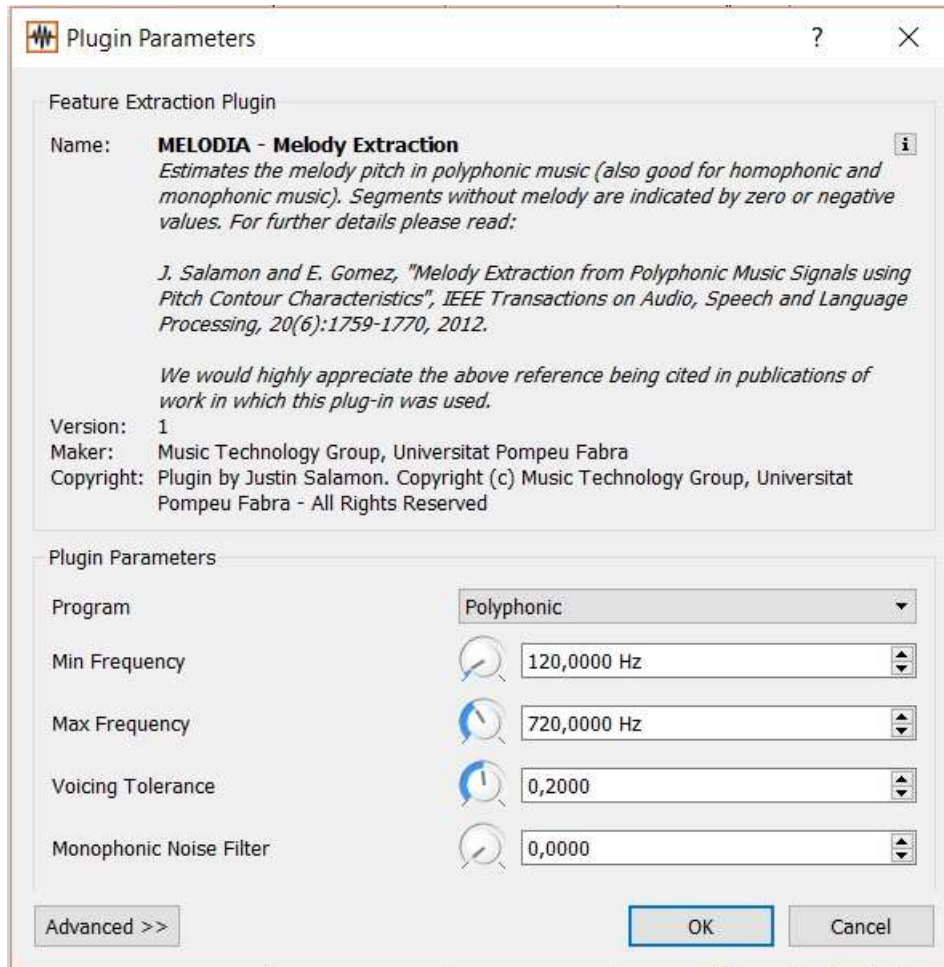 Plugin Parameters
?
Feature Extraction Plugin
Name: MELODIA - Melody Extraction
i
Estimates the melody pitch in polyphonic music (also good for homophonic and
monophonic music). Segments without melody are indicated by zero or negative
values. For further details please read:
J. Salamon and E. Gomez, "Melody Extraction from Polyphonic Music Signals using
Pitch Contour Characteristics", IEEE Transactions on Audio, Speech and Language
Processing, 20(6):1759-1770, 2012.
We would highly appreciate the above reference being cited in publications of
work in which this plug-in was used.
Version: 1
Maker: Music Technology Group, Universitat Pompeu Fabra
Copyright: Plugin by Justin Salamon. Copyright (c) Music Technology Group, Universitat
Pompeu Fabra - All Rights Reserved
Plugin Parameters
Program Polyphonic
Min Frequency 120,0000 Hz
Max Frequency 720,0000 Hz
Voicing Tolerance 0,2000
Monophonic Noise Filter 0,0000
Advanced >> OK Cancel